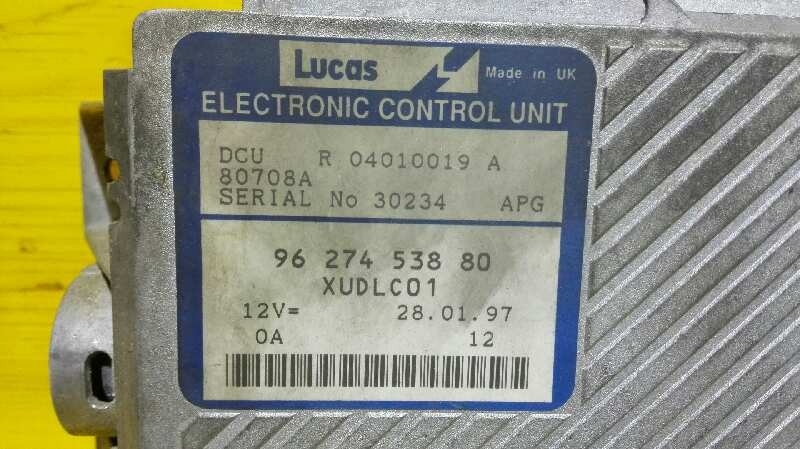 Lucas Made in UK
ELECTRONIC CONTROL UNIT
DCU R 04010019 A
80708A
SERIAL No 30234 APG
96 274 538 80
XUDLC01
12V= 28.01.97
0A 12